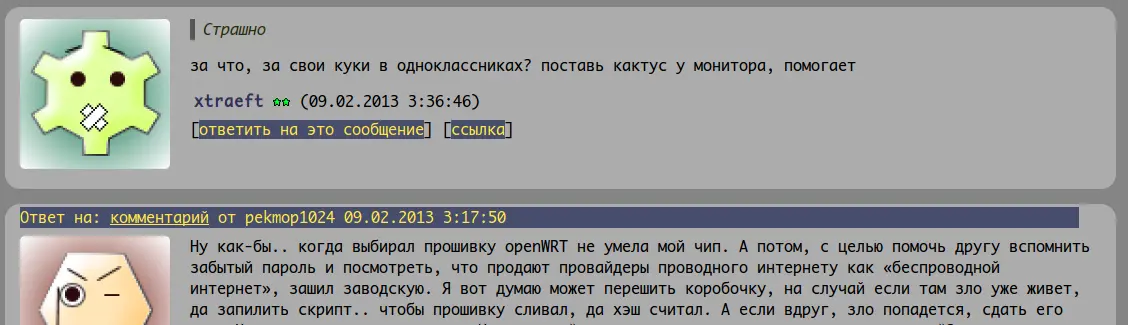 Страшно
за что, за свои куки в одноклассниках? поставь кактус у монитора, помогает
xtraeft (09.02.2013 3:36:46)
[ответить на это сообщение] [ссылка]
Ответ на: комментарий от pekmop1024 09.02.2013 3:17:50
Ну как-бы.. когда выбирал прошивку openWRT не умела мой чип. А потом, с целью помочь другу вспомнить
забытый пароль и посмотреть, что продают провайдеры проводного интернету как «беспроводной
интернет», зашил заводскую. Я вот думаю может перешить коробочку, на случай если там зло уже живет,
да запилить скрипт.. чтобы прошивку сливал, да хэш считал. А если вдруг, зло попадется, сдать его